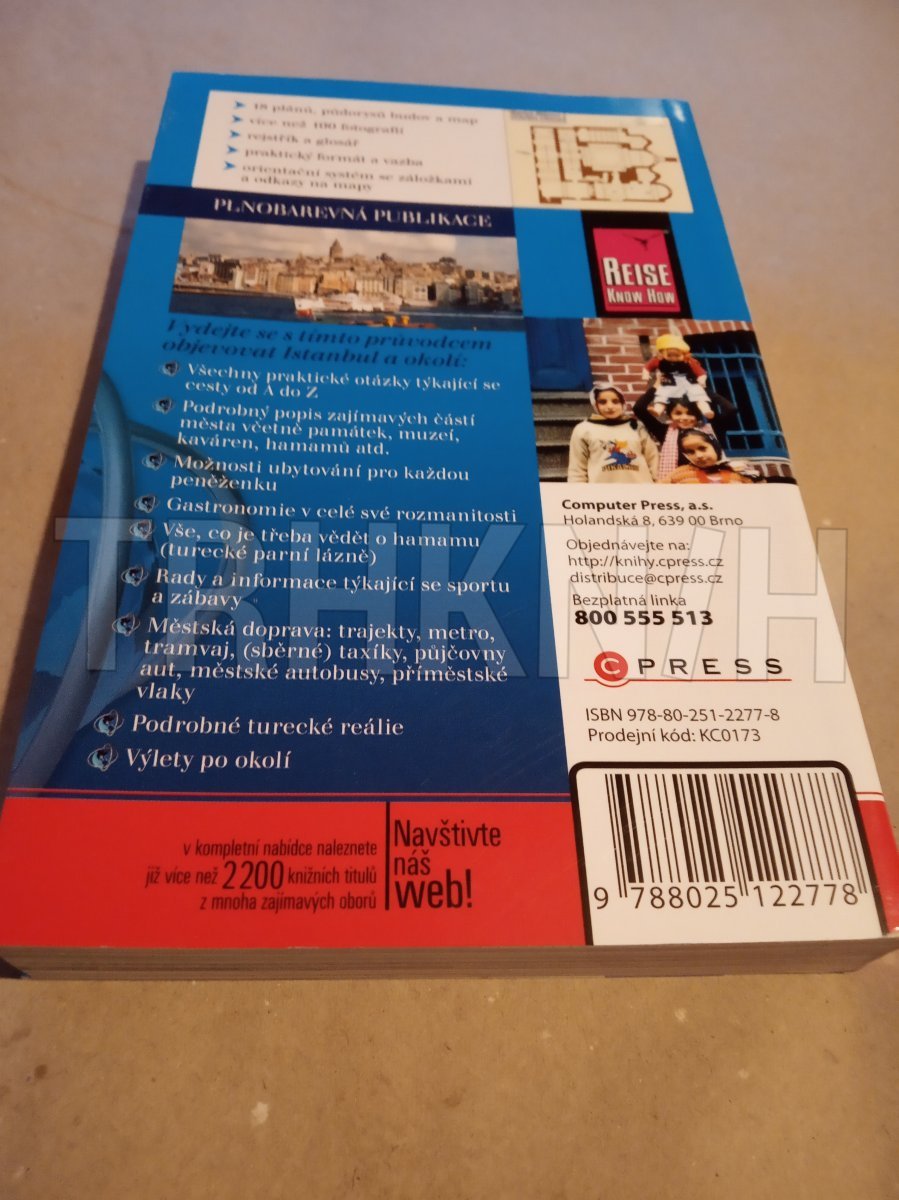 18 plánů, půdorysů budov a map
více než 100 fotografií
rejstřík a glosář
praktický formát a vazba
orientační systém se záložkami
a odkazy na mapy
PLNOBAREVNÁ PUBLIKACE
REISE
KNOW HOW
Vydejte se s tímto průvodcem
objevovat Istanbul a okolí:
Všechny praktické otázky týkající se
cesty od A do Z
Podrobný popis zajímavých částí
města včetně památek, muzeí,
kaváren, hamamů atd.
Možnosti ubytování pro každou
peněženku
Gastronomie v celé své rozmanitosti
Vše, co je třeba vědět o hamamu
(turecké parní lázně)
Rady a informace týkající se sportu
a zábavy
Městská doprava: trajekty, metro,
tramvaj, (sběrné) taxíky, půjčovny
aut, městské autobusy, příměstské
vlaky
Podrobné turecké reálie
Výlety po okolí
Computer Press, a.s.
Holandská 8, 639 00 Brno
Objednávejte na:
http://knihy.cpress.cz
distribuce@cpress.cz
Bezplatná linka
800 555 513
CPRESS
ISBN 978-80-251-2277-8
Prodejní kód: KC0173
v kompletní nabídce naleznete
již více než 2200 knižních titulů
z mnoha zajímavých oborů
Navštivte
náš
web!
9 788025 122778